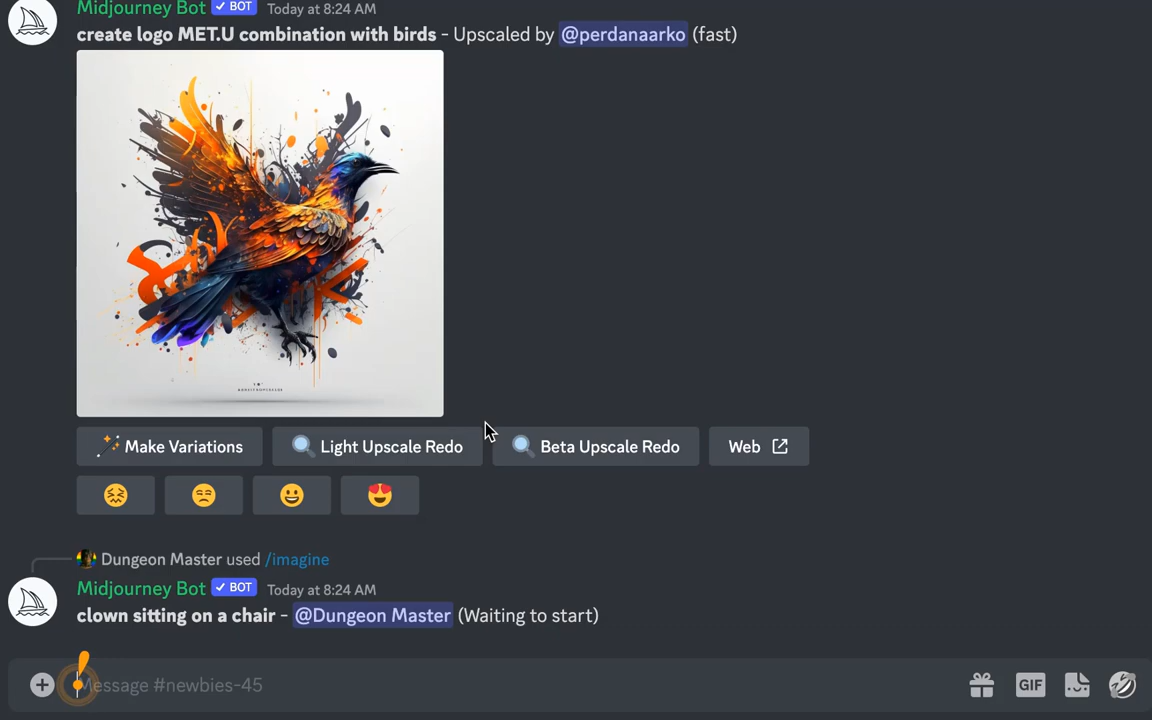 Midjourney Bot ✓ BOT Today at 8:24 AM
create logo MET.U combination with birds - Upscaled by @perdanaarko (fast)
Make Variations
Light Upscale Redo
Beta Upscale Redo
Web
Dungeon Master used /imagine
Midjourney Bot ✓ BOT Today at 8:24 AM
clown sitting on a chair - @Dungeon Master (Waiting to start)
Message #newbies-45
GIF